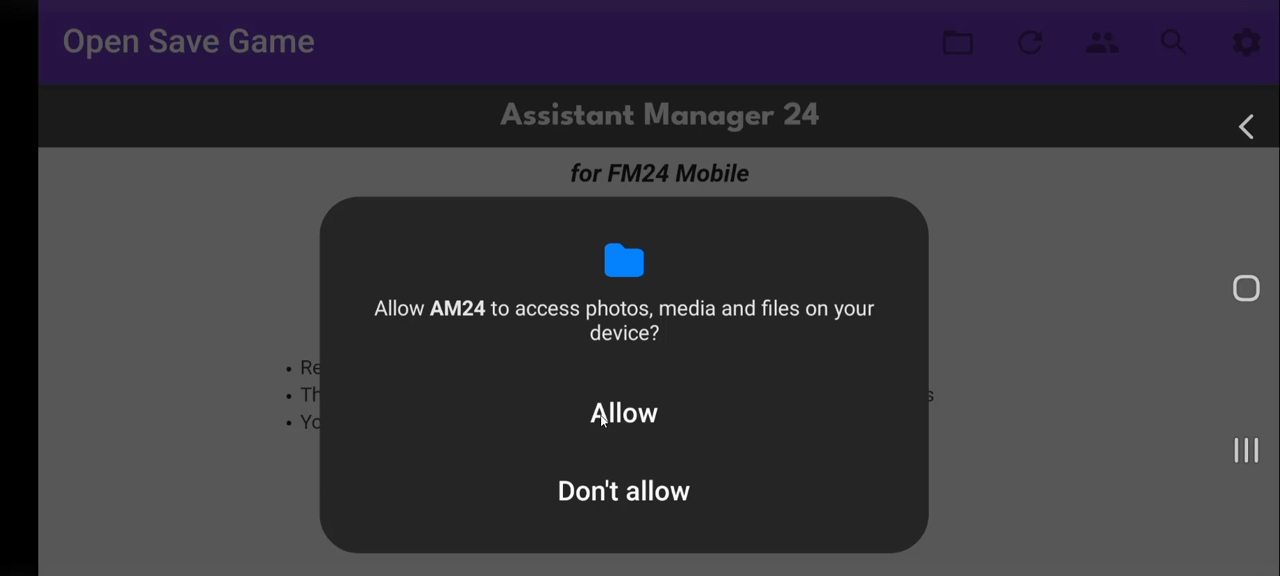 Open Save Game
Assistant Manager 24
for FM24 Mobile
Allow AM24 to access photos, media and files on your
device?
Allow
Don't allow